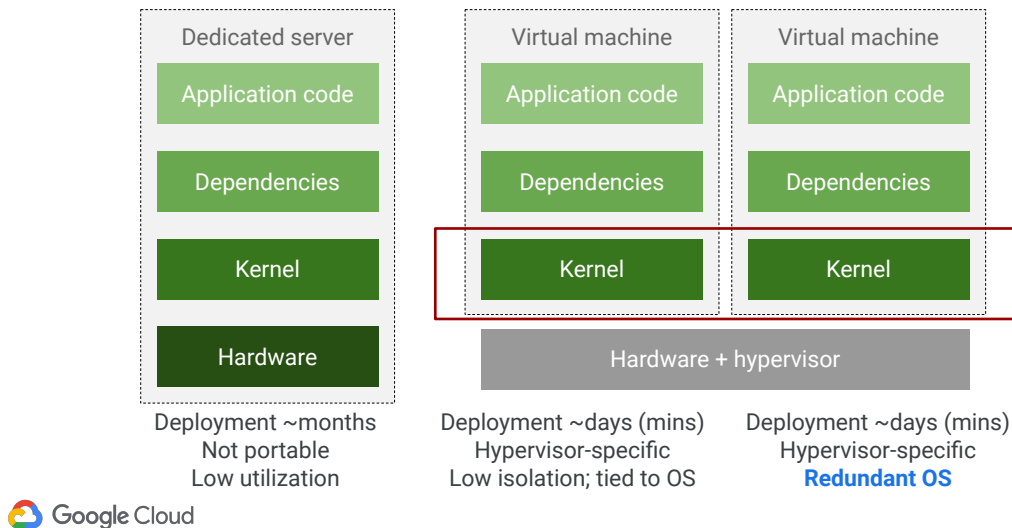 Dedicated server
Application code
Dependencies
Kernel
Hardware
Deployment ~months
Not portable
Low utilization
Virtual machine
Application code
Dependencies
Kernel
Virtual machine
Application code
Dependencies
Kernel
Hardware + hypervisor
Deployment ~days (mins)
Hypervisor-specific
Low isolation; tied to OS
Deployment ~days (mins)
Hypervisor-specific
Redundant OS
Google Cloud